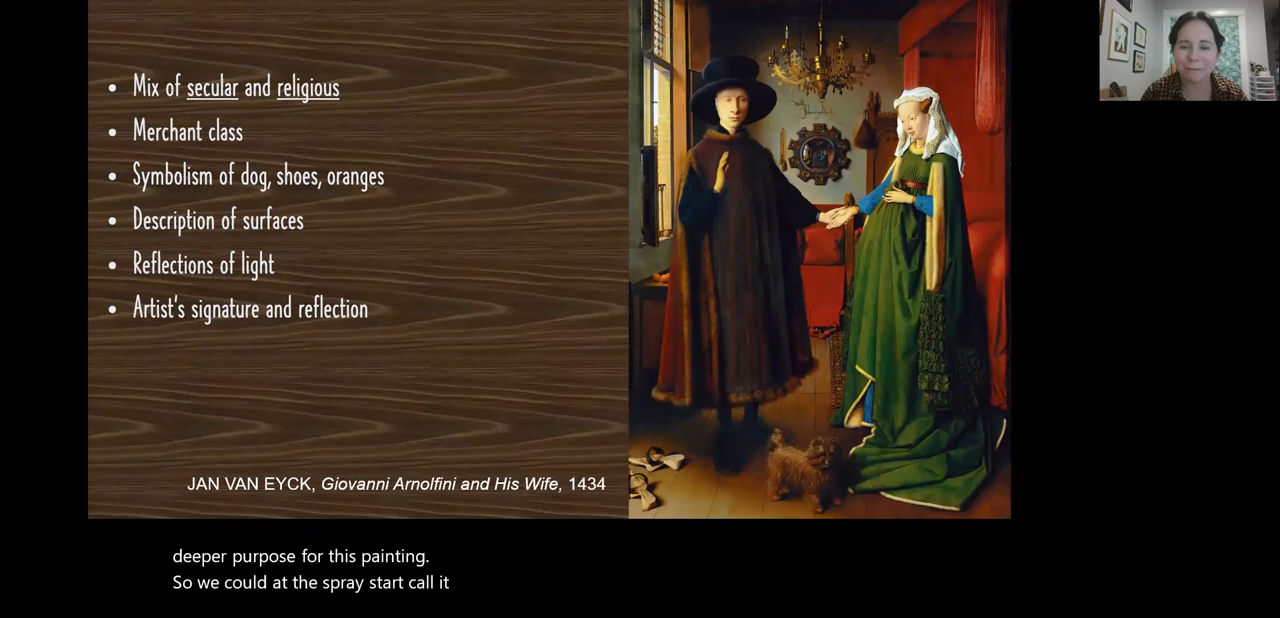 Mix of secular and religious
Merchant class
Symbolism of dog, shoes, oranges
Description of surfaces
Reflections of light
Artist's signature and reflection
JAN VAN EYCK, Giovanni Arnolfini and His Wife, 1434
deeper purpose for this painting.
So we could at the spray start call it